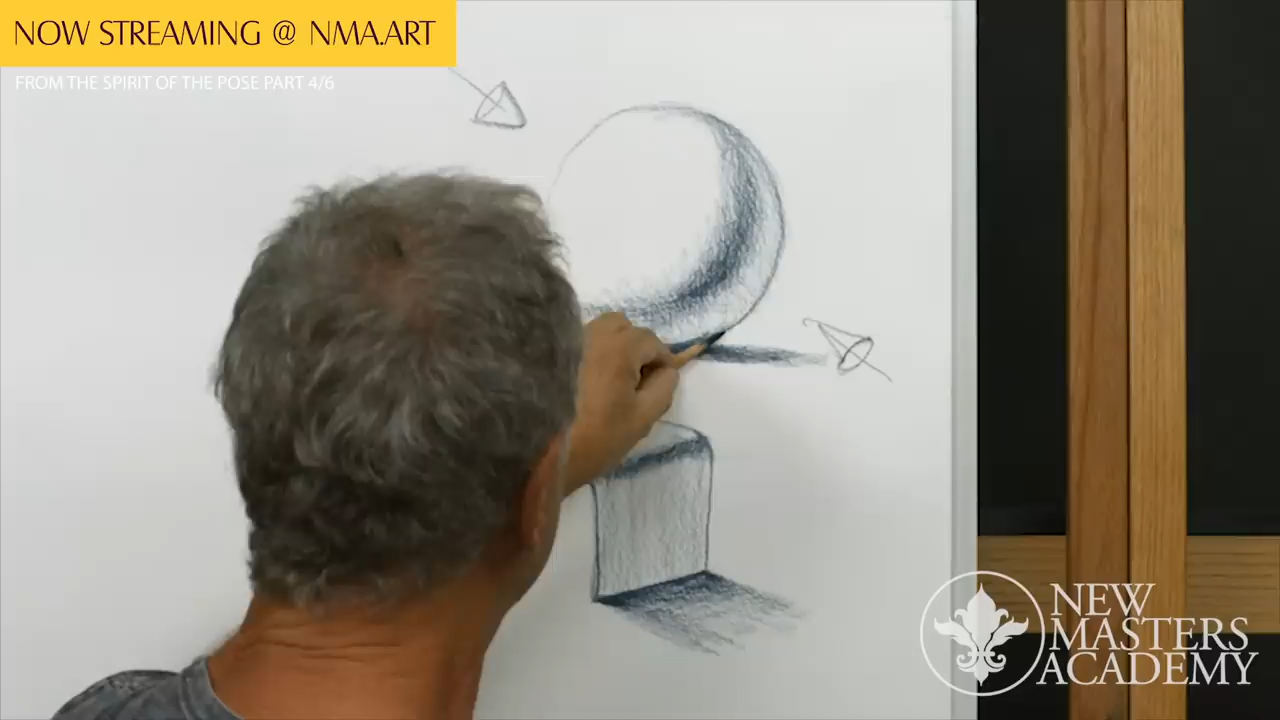 NOW STREAMING @ NMA.ART
FROM THE SPIRIT OF THE POSE PART 4/6
NEW
MASTERS
ACADEMY